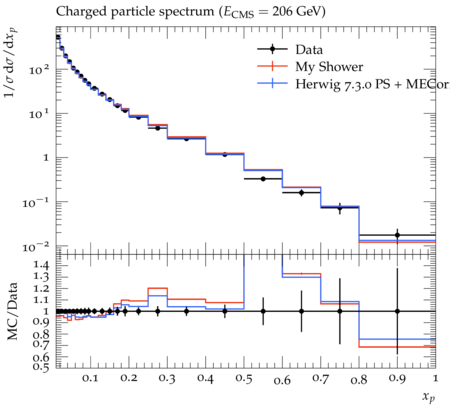 Charged particle spectrum (E_CMS = 206 GeV)
1/σ dσ/dx_p
Data
My Shower
Herwig 7.3.0 PS + MECor
10²
10¹
1
10⁻¹
10⁻²
MC/Data
1.4
1.3
1.2
1.1
1
0.9
0.8
0.7
0.6
0.5
0.1 0.2 0.3 0.4 0.5 0.6 0.7 0.8 0.9 1
x_p